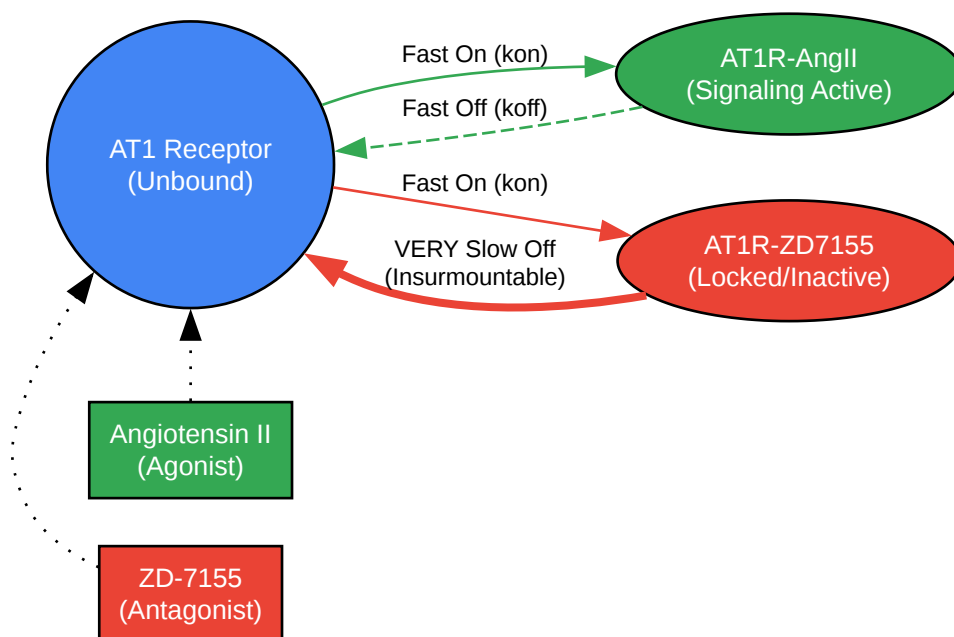 AT1 Receptor
(Unbound)
Fast On (kon)
Fast Off (koff)
Fast On (kon)
VERY Slow Off
(Insurmountable)
AT1R-AngII
(Signaling Active)
AT1R-ZD7155
(Locked/Inactive)
Angiotensin II
(Agonist)
ZD-7155
(Antagonist)